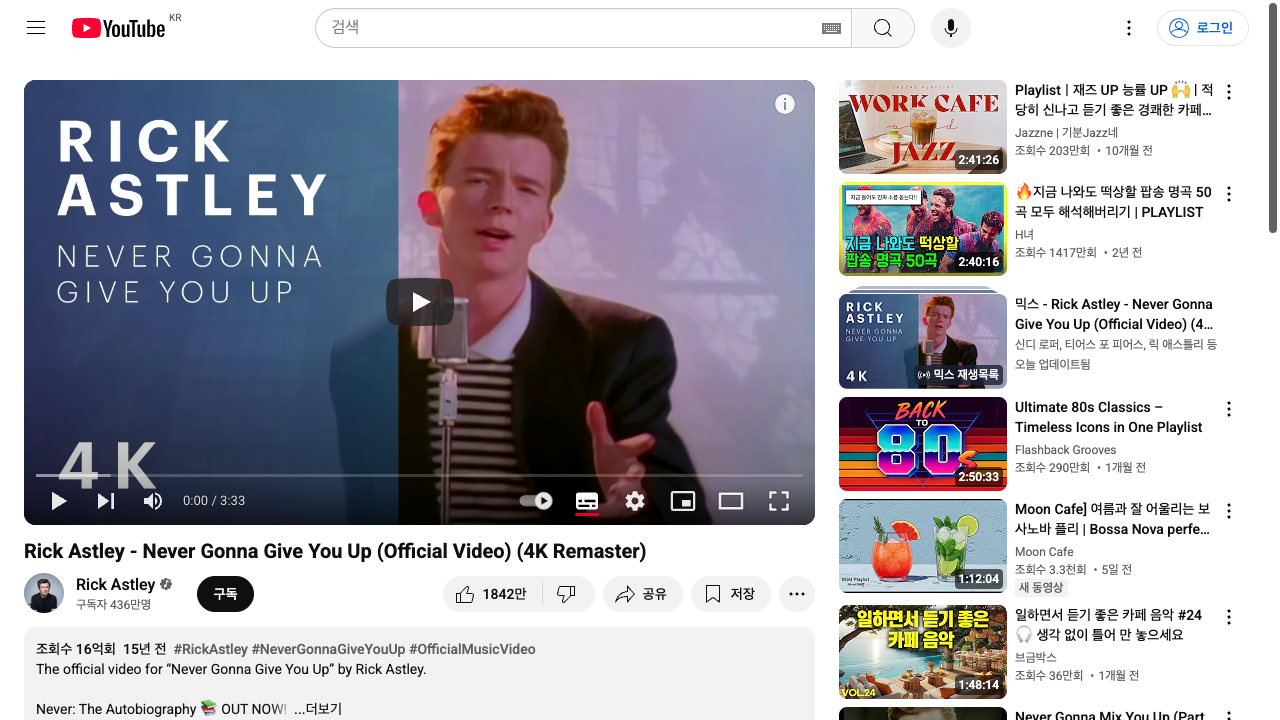 YouTube KR
검색
로그인
RICK
ASTLEY
NEVER GONNA
GIVE YOU UP
4K
0:00 / 3:33
Rick Astley - Never Gonna Give You Up (Official Video) (4K Remaster)
Rick Astley
구독자 436만명
구독
1842만
공유
저장
조회수 16억회 15년 전 #RickAstley #NeverGonnaGiveYouUp #OfficialMusicVideo
The official video for “Never Gonna Give You Up” by Rick Astley.
Never: The Autobiography 📚 OUT NOW! ...더보기
WORK CAFE
and
JAZZ
2:41:26
Playlist | 재즈 UP 능률 UP 🙌 | 적
당히 신나고 듣기 좋은 경쾌한 카페...
Jazzne | 기분Jazz네
조회수 203만회 • 10개월 전
지금 나와도 떡상할
팝송 명곡 50곡
2:40:16
🔥지금 나와도 떡상할 팝송 명곡 50
곡 모두 해석해버리기 | PLAYLIST
H녀
조회수 1417만회 • 2년 전
RICK
ASTLEY
NEVER GONNA
GIVE YOU UP
4K
믹스 재생목록
믹스 - Rick Astley - Never Gonna
Give You Up (Official Video) (4...
신디 로퍼, 티어스 포 피어스, 릭 애스틀리 등
오늘 업데이트됨
BACK
TO
80s
2:50:33
Ultimate 80s Classics –
Timeless Icons in One Playlist
Flashback Grooves
조회수 290만회 • 1개월 전
BGM Playlist
1:12:04
Moon Cafe] 여름과 잘 어울리는 보
사노바 플리 | Bossa Nova perfe...
Moon Cafe
조회수 3.3천회 • 5일 전
새 동영상
일하면서 듣기 좋은
카페 음악
VOL.24
1:48:14
일하면서 듣기 좋은 카페 음악 #24
🎧 생각 없이 틀어 만 놓으세요
브금박스
조회수 36만회 • 1개월 전
Never Gonna Mix You Up (Part